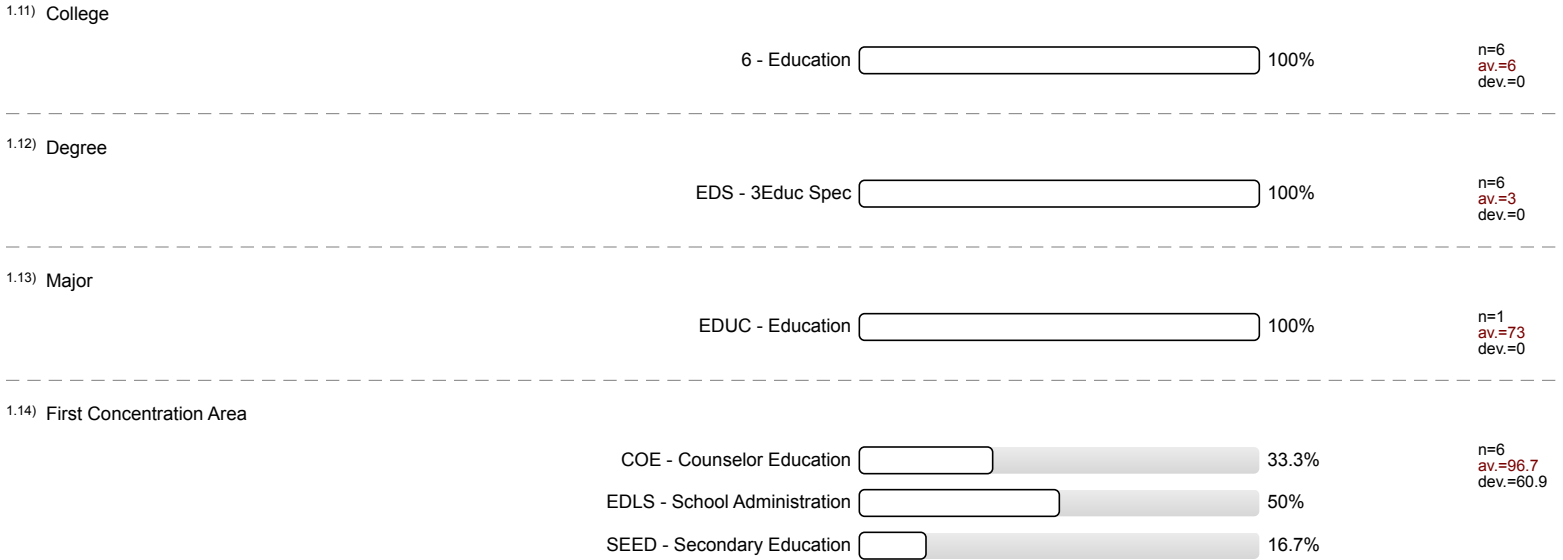 1.11) College
6 - Education 100%
n=6
av.=6
dev.=0
1.12) Degree
EDS - 3Educ Spec 100%
n=6
av.=3
dev.=0
1.13) Major
EDUC - Education 100%
n=1
av.=73
dev.=0
1.14) First Concentration Area
COE - Counselor Education 33.3%
n=6
av.=96.7
dev.=60.9
EDLS - School Administration 50%
SEED - Secondary Education 16.7%